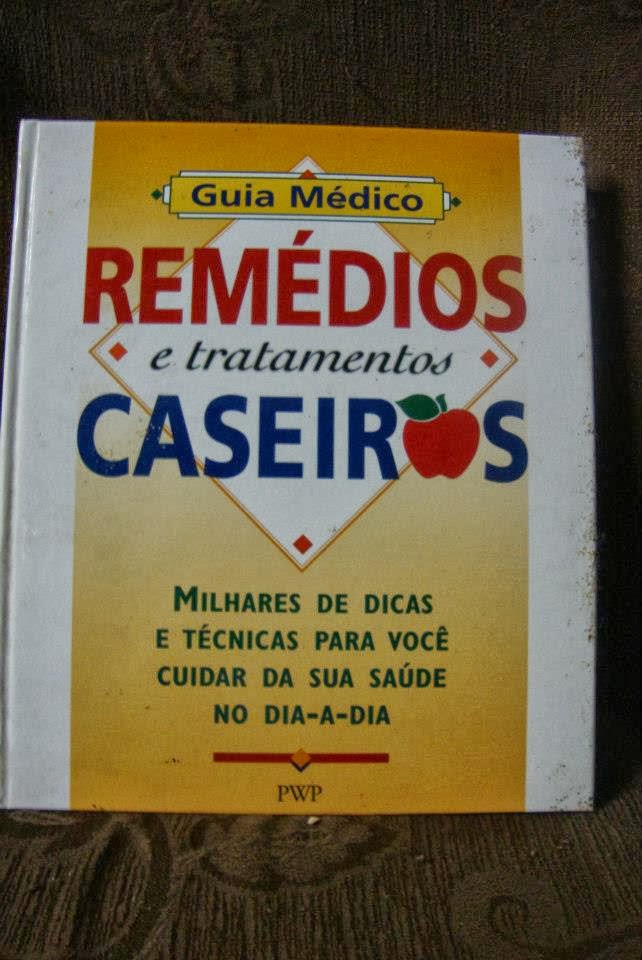 Guia Médico
REMÉDIOS
e tratamentos
CASEIROS
MILHARES DE DICAS
E TÉCNICAS PARA VOCÊ
CUIDAR DA SUA SAÚDE
NO DIA-A-DIA
PWP